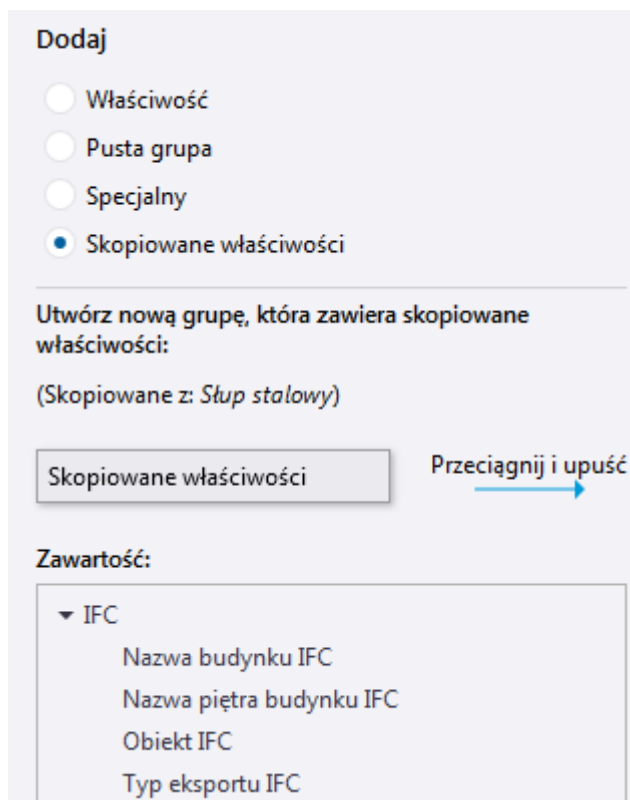 Dodaj
Właściwość
Pusta grupa
Specjalny
Skopiowane właściwości
Utwórz nową grupę, która zawiera skopiowane
właściwości:
(Skopiowane z: Słup stalowy)
Skopiowane właściwości
Przeciągnij i upuść
Zawartość:
IFC
Nazwa budynku IFC
Nazwa piętra budynku IFC
Obiekt IFC
Typ eksportu IFC